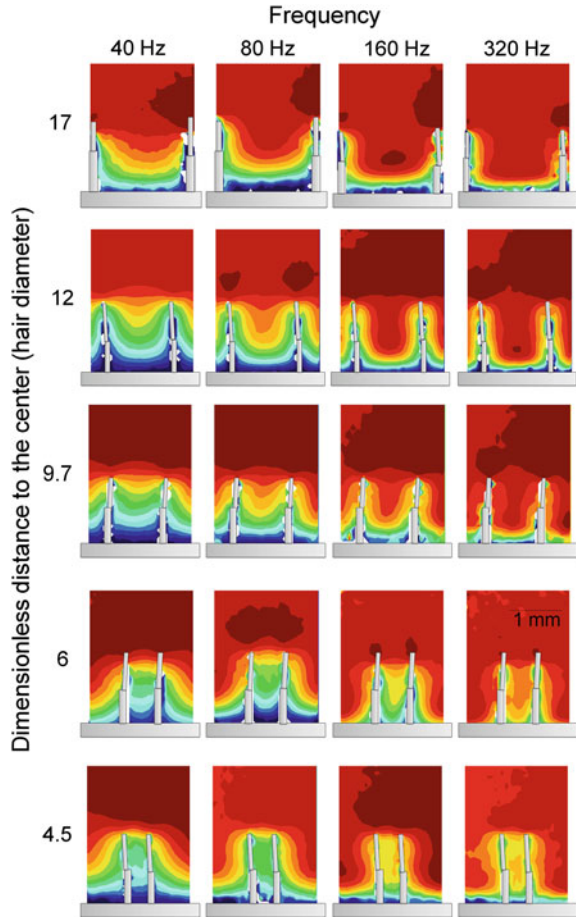 Frequency
40 Hz 80 Hz 160 Hz 320 Hz
Dimensionless distance to the center (hair diameter)
17
12
9.7
6
1 mm
4.5